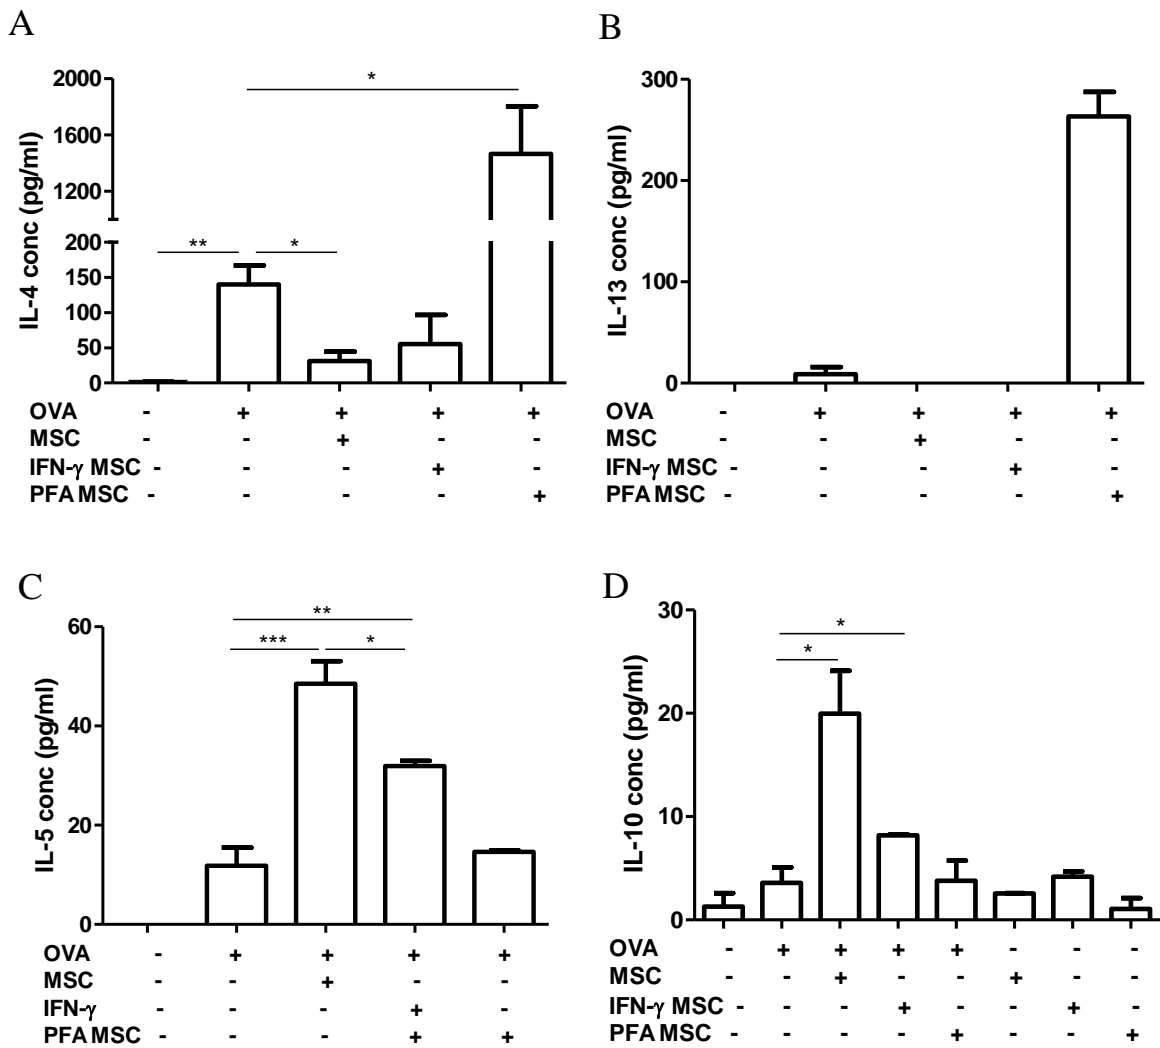 A
IL-4 conc (pg/ml)
2000
1600
1200
200
150
100
50
0
** * *
OVA - + + + +
MSC - - + - -
IFN-γ MSC - - - + -
PFA MSC - - - - +
B
IL-13 conc (pg/ml)
300
200
100
0
OVA - + + + +
MSC - - + - -
IFN-γ MSC - - - + -
PFA MSC - - - - +
C
IL-5 conc (pg/ml)
60
40
20
0
**
*** *
OVA - + + + +
MSC - - + - -
IFN-γ - - - + -
PFA MSC - - - + +
D
IL-10 conc (pg/ml)
30
20
10
0
*
*
OVA - + + + + - - -
MSC - - + - - + - -
IFN-γ MSC - - - + - - + -
PFA MSC - - - - + - - +